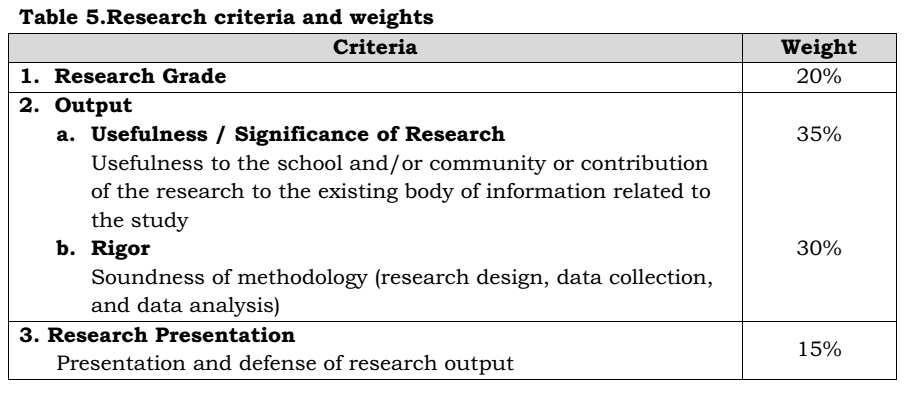 Table 5.Research criteria and weights
Criteria Weight
1. Research Grade 20%
2. Output
a. Usefulness / Significance of Research 35%
Usefulness to the school and/or community or contribution
of the research to the existing body of information related to
the study
b. Rigor 30%
Soundness of methodology (research design, data collection,
and data analysis)
3. Research Presentation
Presentation and defense of research output
15%